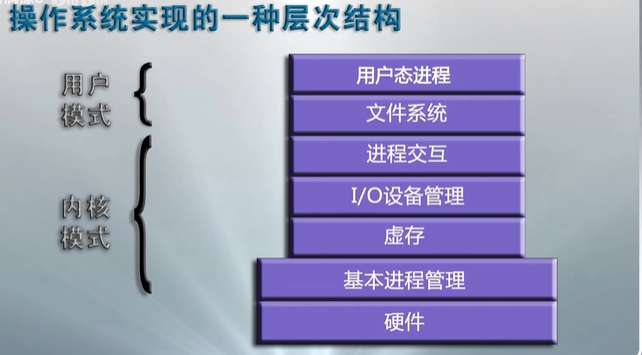 操作系统实现的一种层次结构
用户
模式
用户态进程
文件系统
进程交互
内核
模式
I/O设备管理
虚存
基本进程管理
硬件